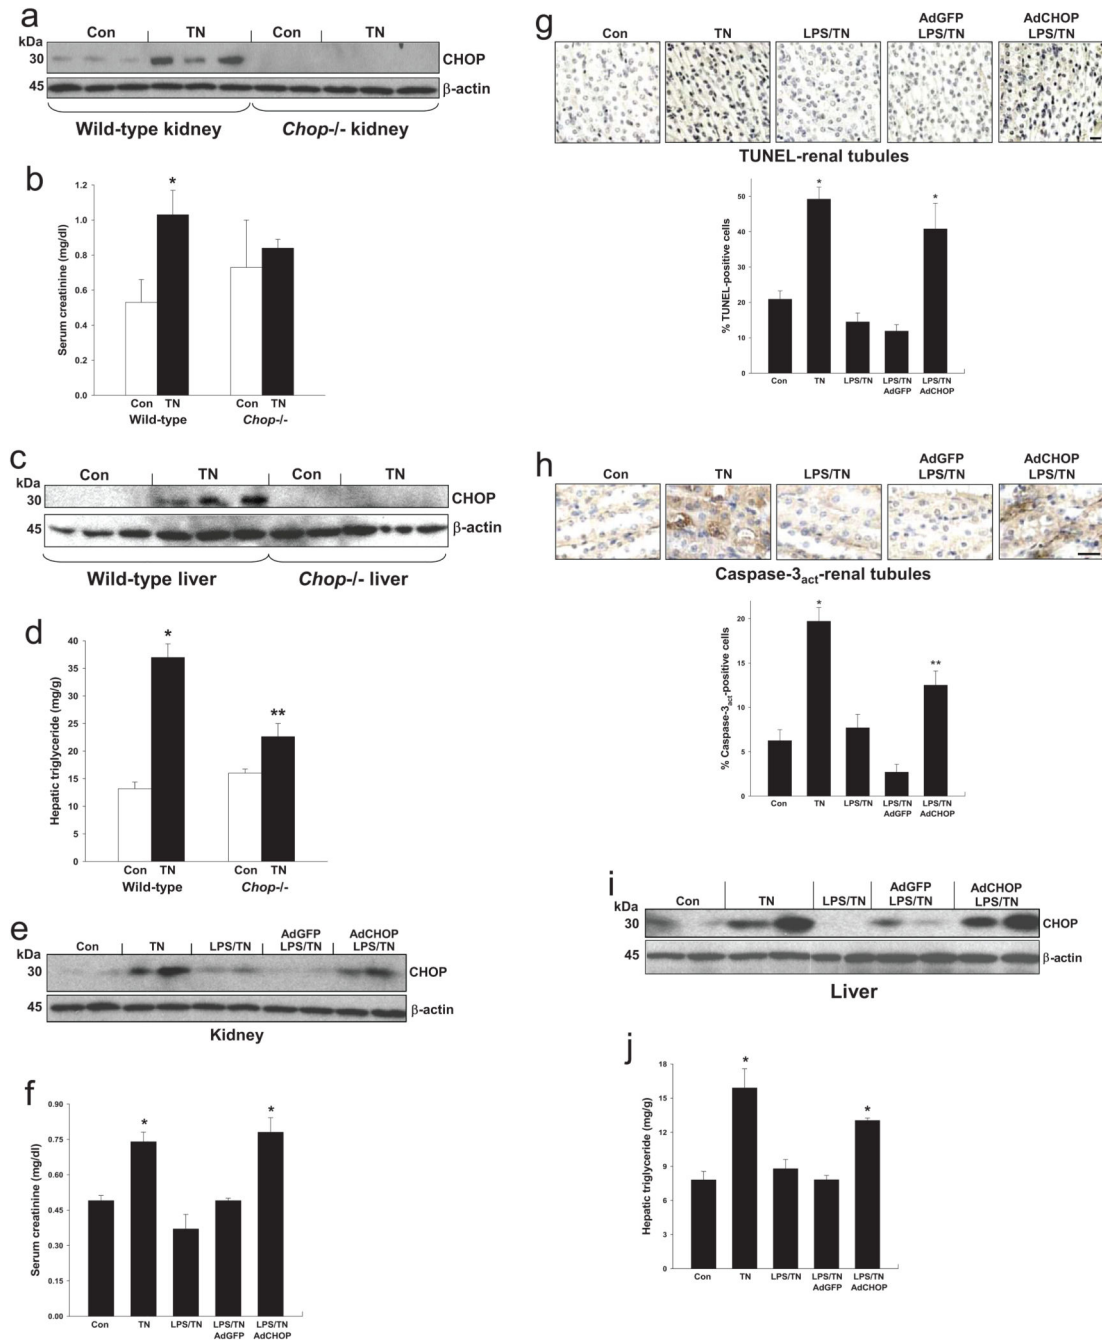 a
Con TN Con TN
kDa
30 CHOP
45 β-actin
Wild-type kidney Chop-/- kidney
b
*
1.2
1.0
0.8
0.6
0.4
0.2
0.0
Serum creatinine (mg/dl)
Con TN Con TN
Wild-type Chop-/-
c
Con TN Con TN
kDa
30 CHOP
45 β-actin
Wild-type liver Chop-/- liver
d
40
35
30
25
20
15
10
5
0
Hepatic triglyceride (mg/g)
*
**
Con TN Con TN
Wild-type Chop-/-
e
Con TN LPS/TN AdGFP LPS/TN AdCHOP LPS/TN
kDa
30 CHOP
45 β-actin
Kidney
f
0.90
0.75
0.60
0.45
0.30
0.15
0.00
Serum creatinine (mg/dl)
* *
Con TN LPS/TN LPS/TN LPS/TN
AdGFP AdCHOP
g
AdGFP AdCHOP
Con TN LPS/TN LPS/TN LPS/TN
TUNEL-renal tubules
50
40
30
20
10
0
% TUNEL-positive cells
* *
Con TN LPS/TN LPS/TN LPS/TN
AdGFP AdCHOP
h
AdGFP AdCHOP
Con TN LPS/TN LPS/TN LPS/TN
Caspase-3act-renal tubules
20
15
10
5
0
% Caspase-3act-positive cells
*
**
Con TN LPS/TN LPS/TN LPS/TN
AdGFP AdCHOP
i
AdGFP AdCHOP
Con TN LPS/TN LPS/TN LPS/TN
kDa
30 CHOP
45 β-actin
Liver
j
18
15
12
9
6
3
0
Hepatic triglyceride (mg/g)
*
*
Con TN LPS/TN LPS/TN LPS/TN
AdGFP AdCHOP